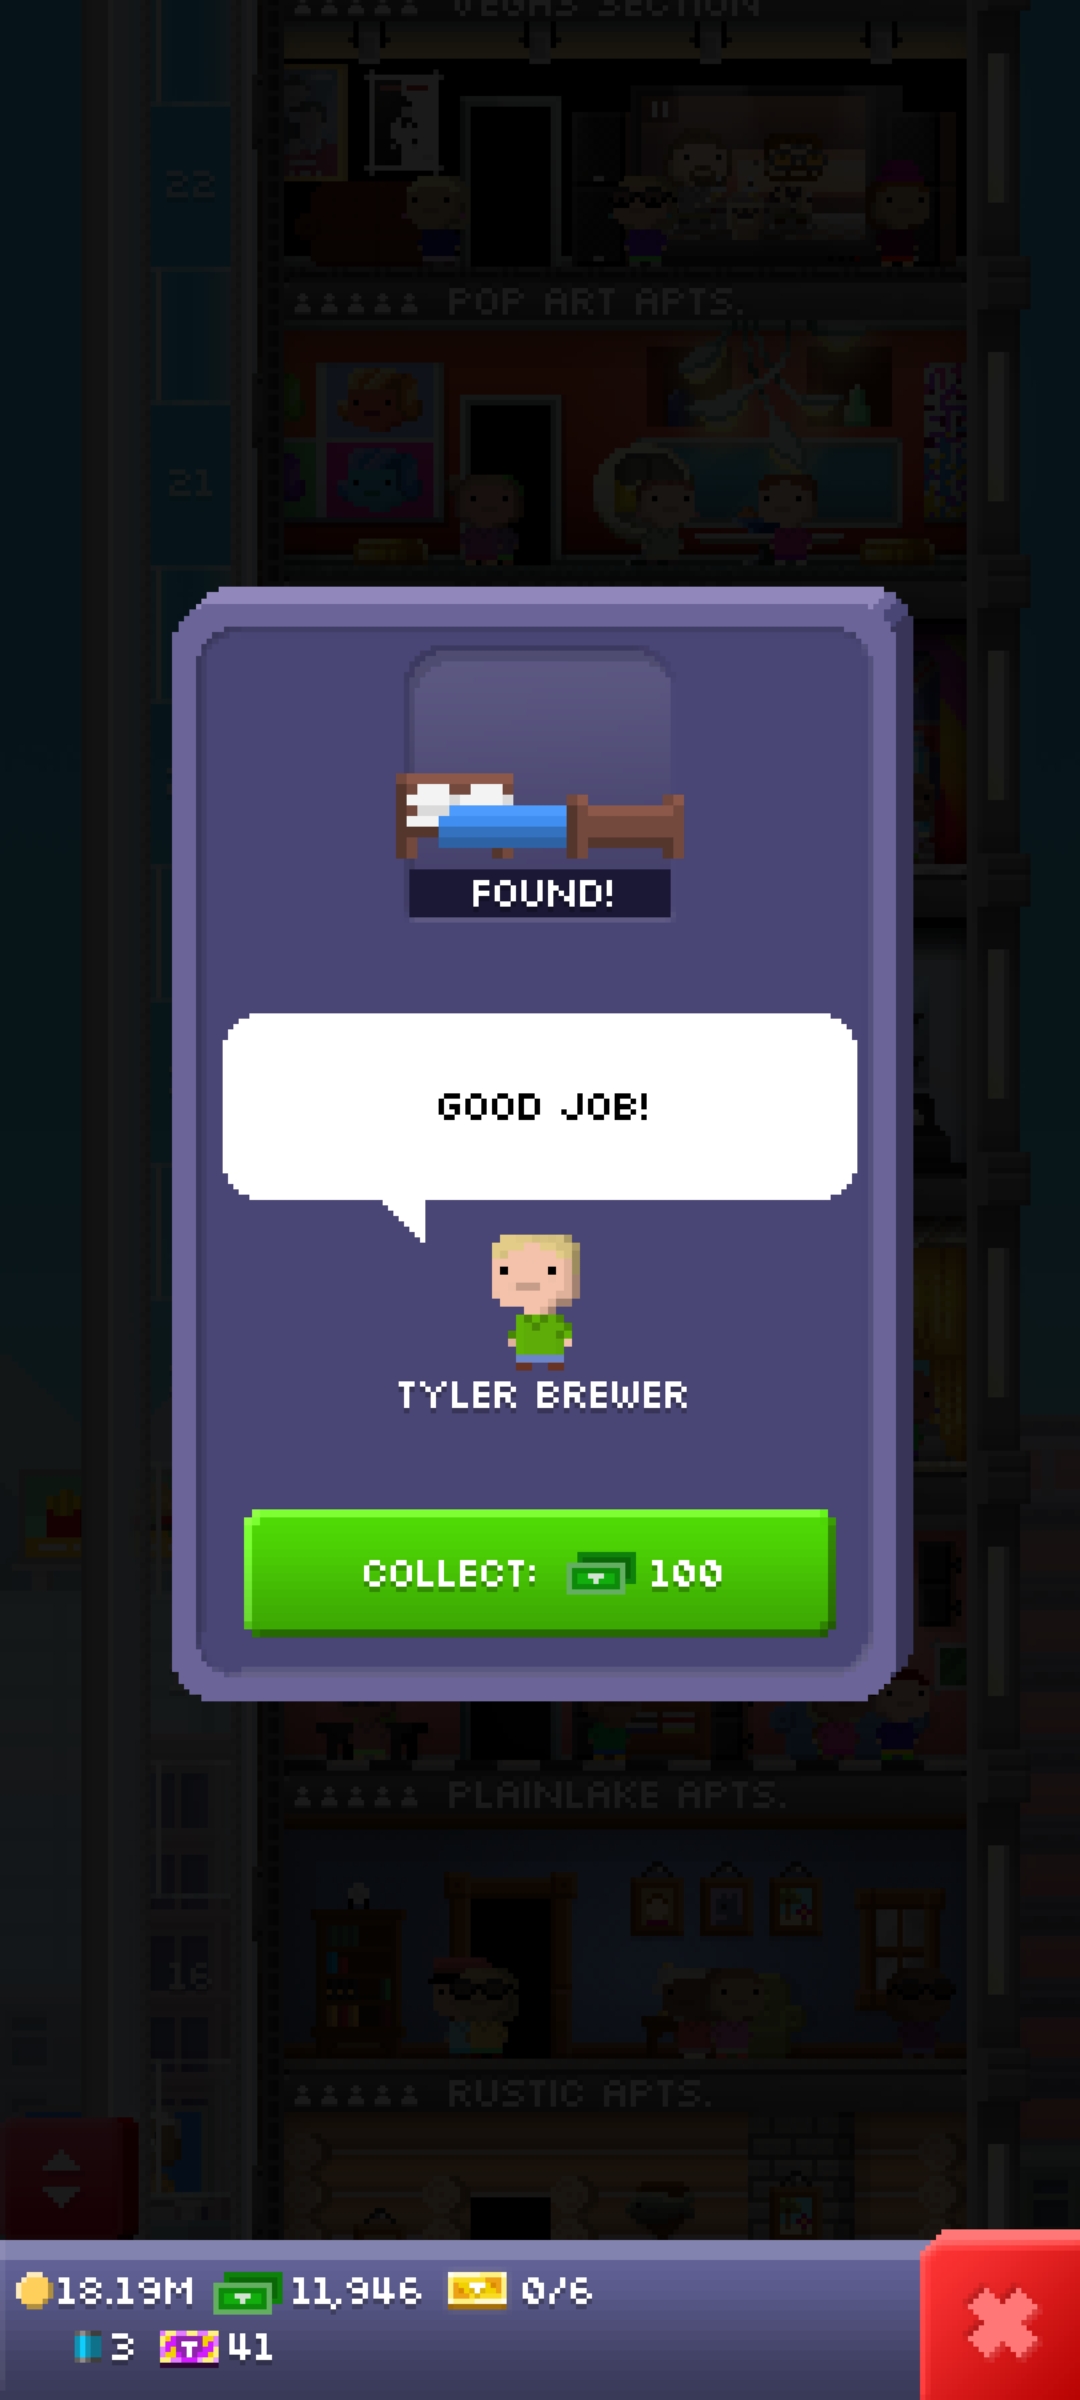 VEGAS SECTION
22
POP ART APTS.
21
FOUND!
GOOD JOB!
TYLER BREWER
COLLECT: 100
PLAINLAKE APTS.
16
RUSTIC APTS.
18.19M 11,946 0/6
3 41